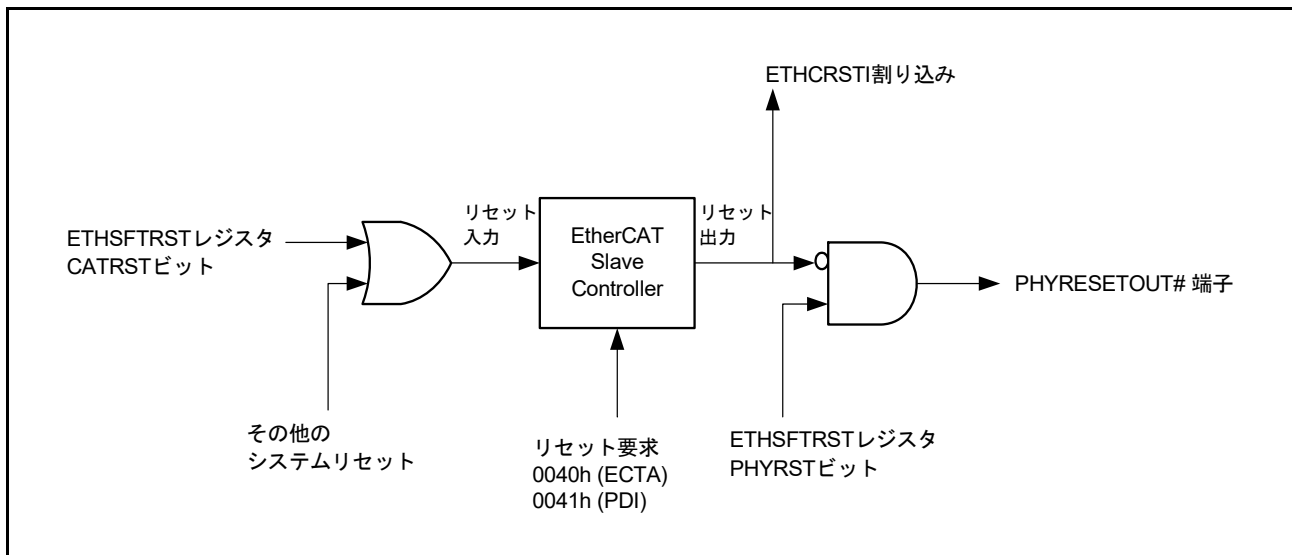 ETHCRSTI割り込み
ETHSFTRSTレジスタ
CATRSTビット
リセット
入力
EtherCAT
Slave
Controller
リセット
出力
PHYRESETOUT# 端子
その他の
システムリセット
リセット要求
0040h (ECTA)
0041h (PDI)
ETHSFTRSTレジスタ
PHYRSTビット